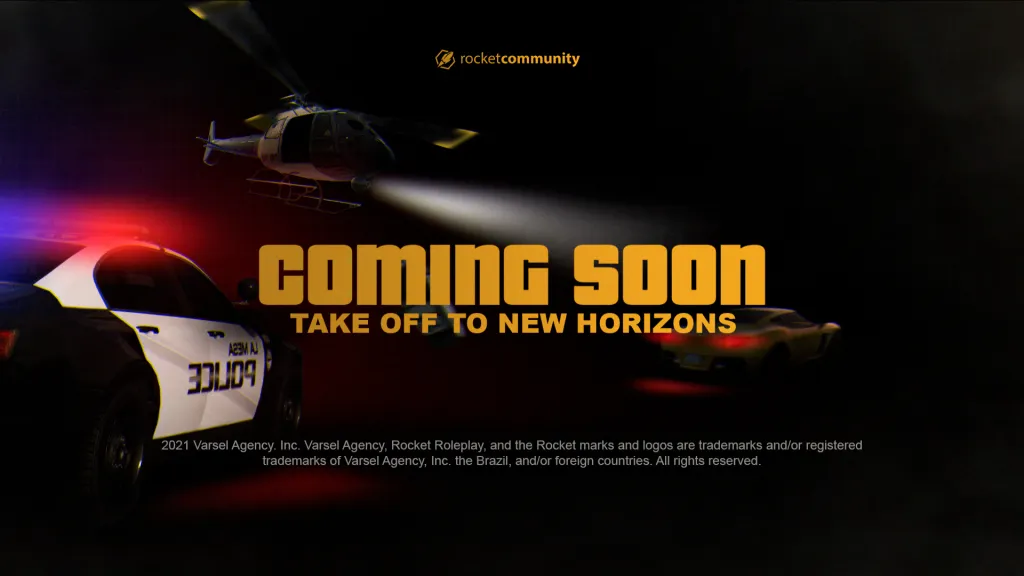 rocketcommunity
COMING SOON
TAKE OFF TO NEW HORIZONS
LA MESA
POLICE
2021 Varsel Agency. Inc. Varsel Agency, Rocket Roleplay, and the Rocket marks and logos are trademarks and/or registered
trademarks of Varsel Agency, Inc. the Brazil, and/or foreign countries. All rights reserved.